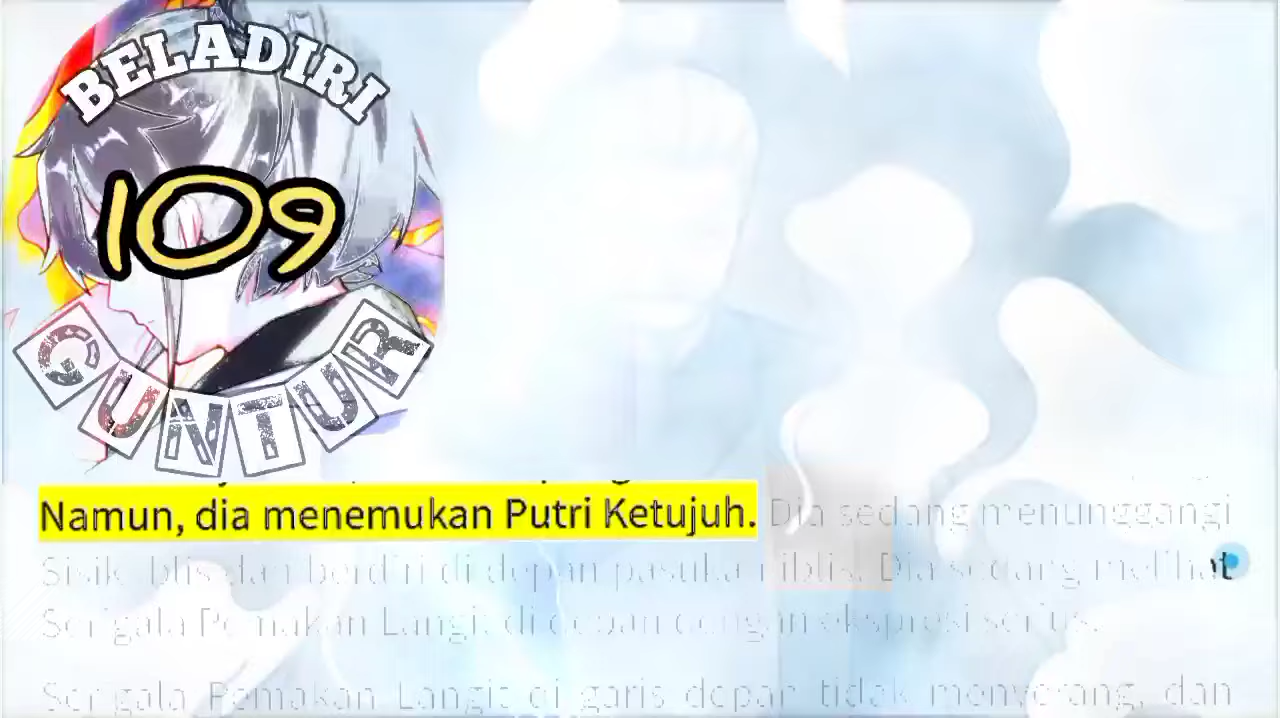 BELADIRI
109
GUNTUR
Namun, dia menemukan Putri Ketujuh. Dia sedang menunggangi
Sisik Iblis dan berdiri di depan pasukan iblis. Dia sedang melihat
Serigala Pemakan Langit di depan dengan ekspresi serius.
Serigala Pemakan Langit di garis depan tidak menyerang, dan